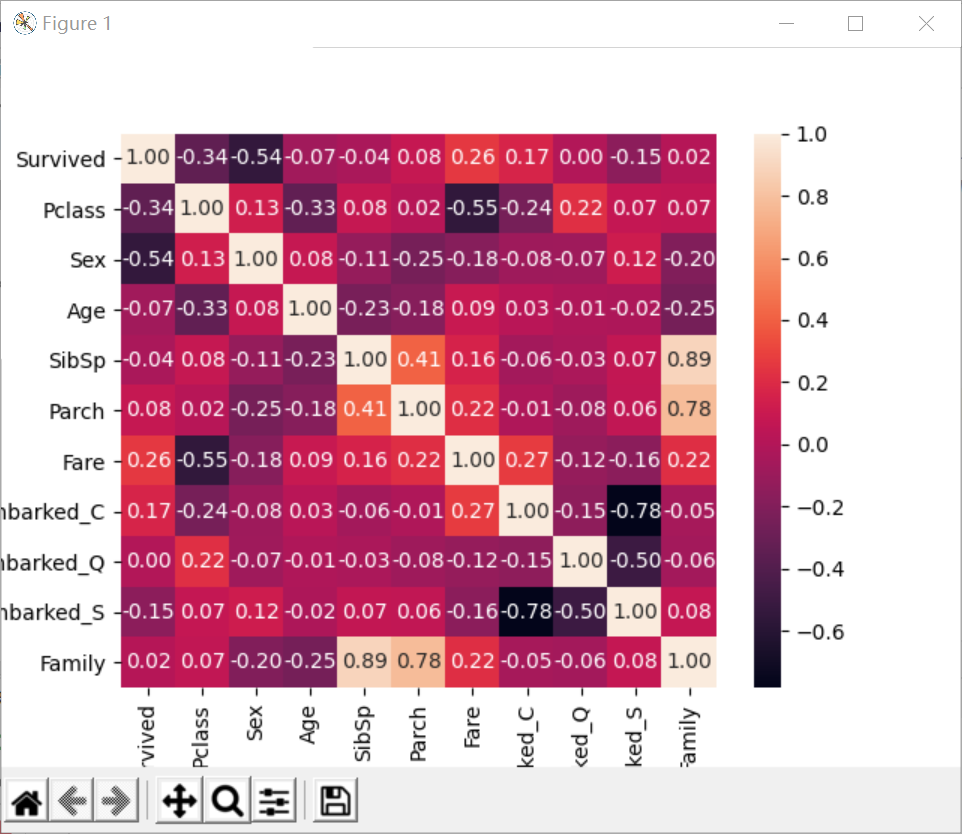 Figure 1
Survived 1.00 -0.34 -0.54 -0.07 -0.04 0.08 0.26 0.17 0.00 -0.15 0.02
Pclass -0.34 1.00 0.13 -0.33 0.08 0.02 -0.55 -0.24 0.22 0.07 0.07
Sex -0.54 0.13 1.00 0.08 -0.11 -0.25 -0.18 -0.08 -0.07 0.12 -0.20
Age -0.07 -0.33 0.08 1.00 -0.23 -0.18 0.09 0.03 -0.01 -0.02 -0.25
SibSp -0.04 0.08 -0.11 -0.23 1.00 0.41 0.16 -0.06 -0.03 0.07 0.89
Parch 0.08 0.02 -0.25 -0.18 0.41 1.00 0.22 -0.01 -0.08 0.06 0.78
Fare 0.26 -0.55 -0.18 0.09 0.16 0.22 1.00 0.27 -0.12 -0.16 0.22
nbarked_C 0.17 -0.24 -0.08 0.03 -0.06 -0.01 0.27 1.00 -0.15 -0.78 -0.05
nbarked_Q 0.00 0.22 -0.07 -0.01 -0.03 -0.08 -0.12 -0.15 1.00 -0.50 -0.06
nbarked_S -0.15 0.07 0.12 -0.02 0.07 0.06 -0.16 -0.78 -0.50 1.00 0.08
Family 0.02 0.07 -0.20 -0.25 0.89 0.78 0.22 -0.05 -0.06 0.08 1.00
rvived Pclass Sex Age SibSp Parch Fare ked_C ked_Q ked_S Family
1.0
0.8
0.6
0.4
0.2
0.0
−0.2
−0.4
−0.6